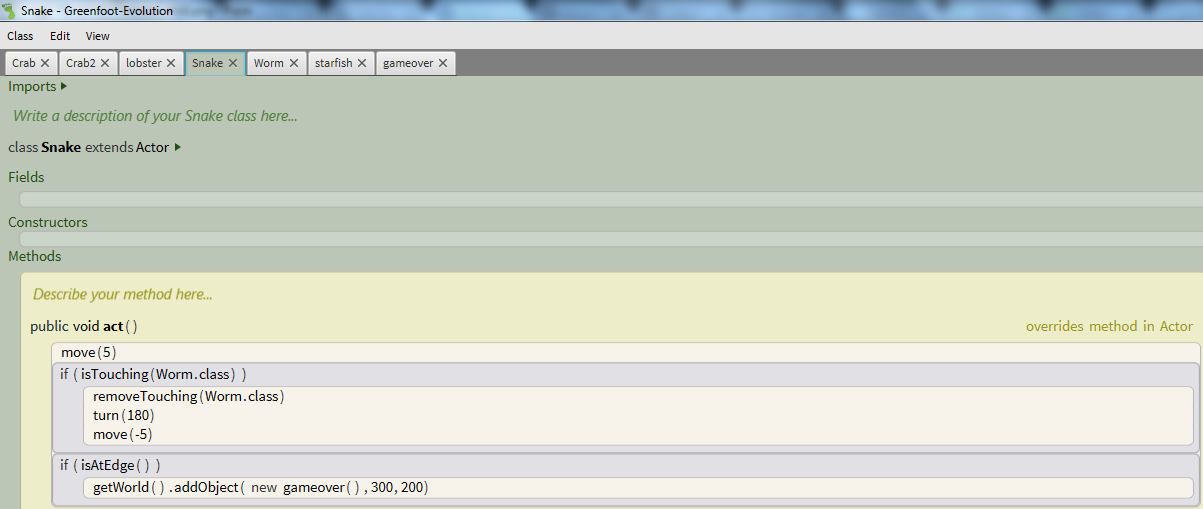 Snake - Greenfoot-Evolution
Class Edit View
Crab Crab2 lobster Snake Worm starfish gameover
Imports
Write a description of your Snake class here...
class Snake extends Actor
Fields
Constructors
Methods
Describe your method here...
public void act() overrides method in Actor
move(5)
if (isTouching(Worm.class) )
removeTouching(Worm.class)
turn(180)
move(-5)
if (isAtEdge() )
getWorld().addObject( new gameover(),300,200)